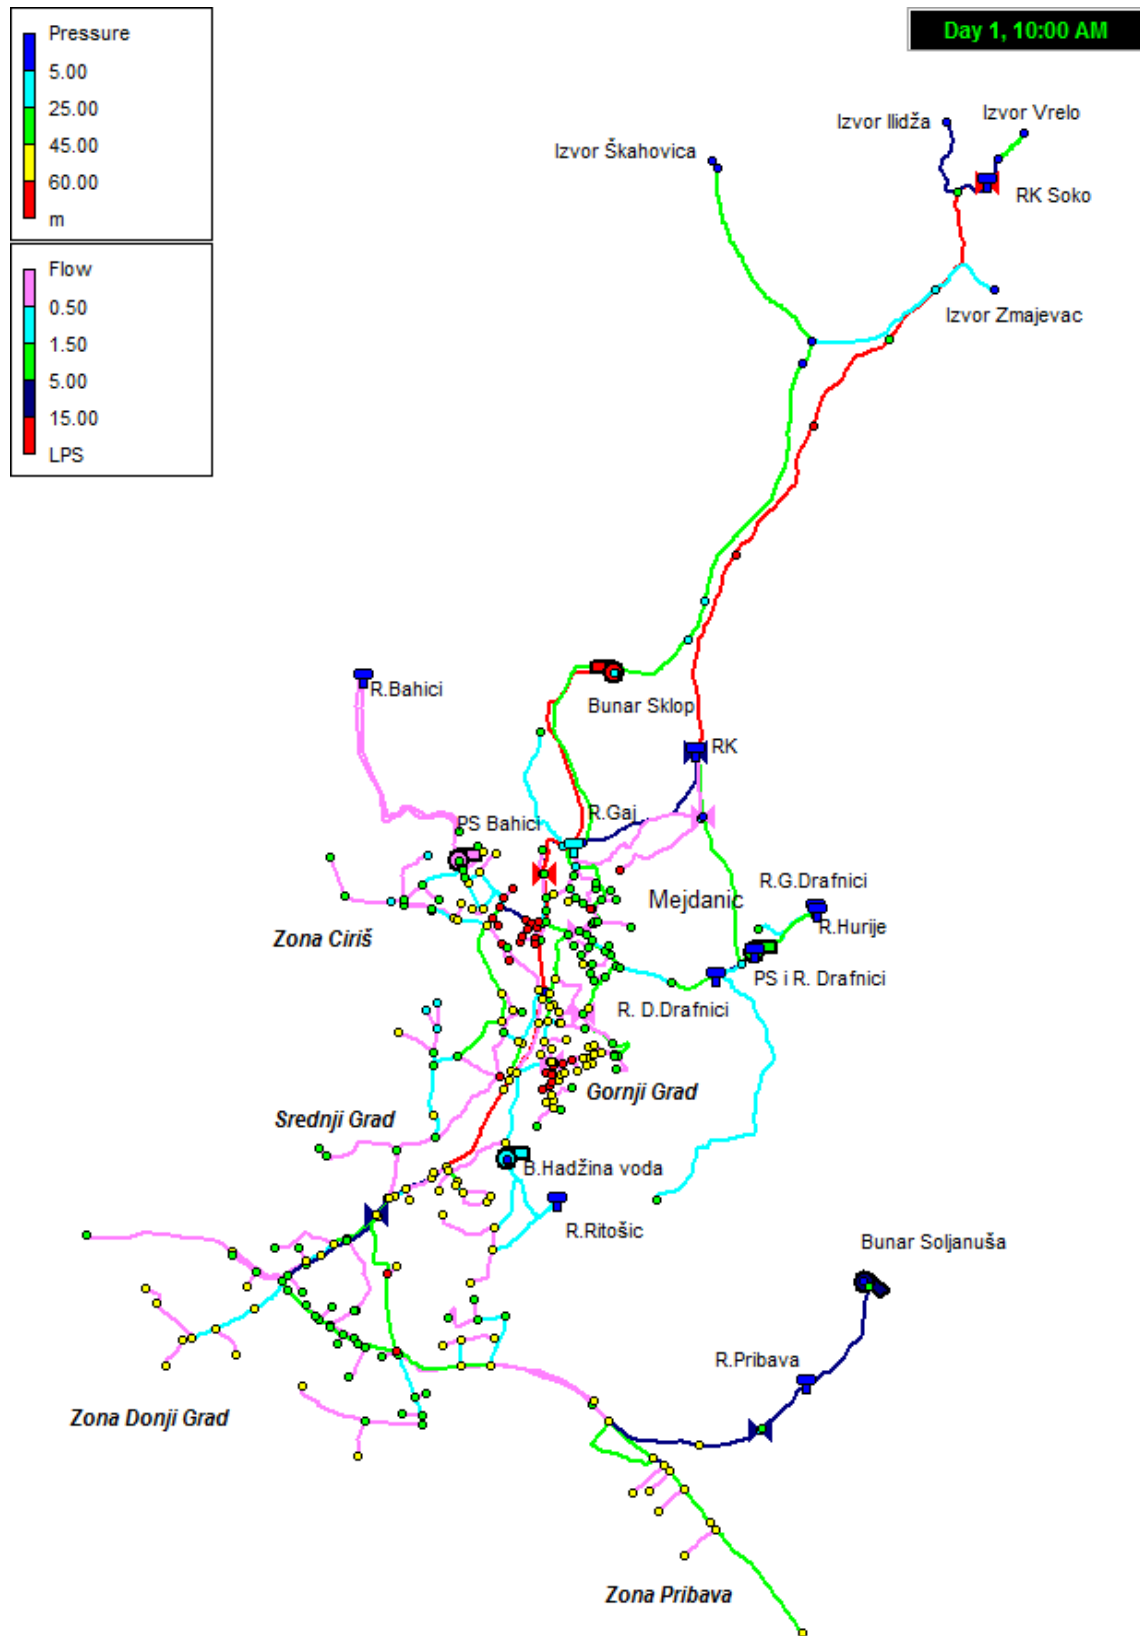 Day 1, 10:00 AM
Pressure
5.00
25.00
45.00
60.00
m
Flow
0.50
1.50
5.00
15.00
LPS
Izvor Ilidža
Izvor Vrelo
Izvor Škahovica
RK Soko
Izvor Zmajevac
R.Bahici
Bunar Sklop
RK
PS Bahici
R.Gaj
R.G.Drafnici
Mejdanic
R.Hurije
Zona Ciriš
PS i R. Drafnici
R. D.Drafnici
Gornji Grad
Srednji Grad
B.Hadžina voda
R.Ritošic
Bunar Soljanuša
R.Pribava
Zona Donji Grad
Zona Pribava